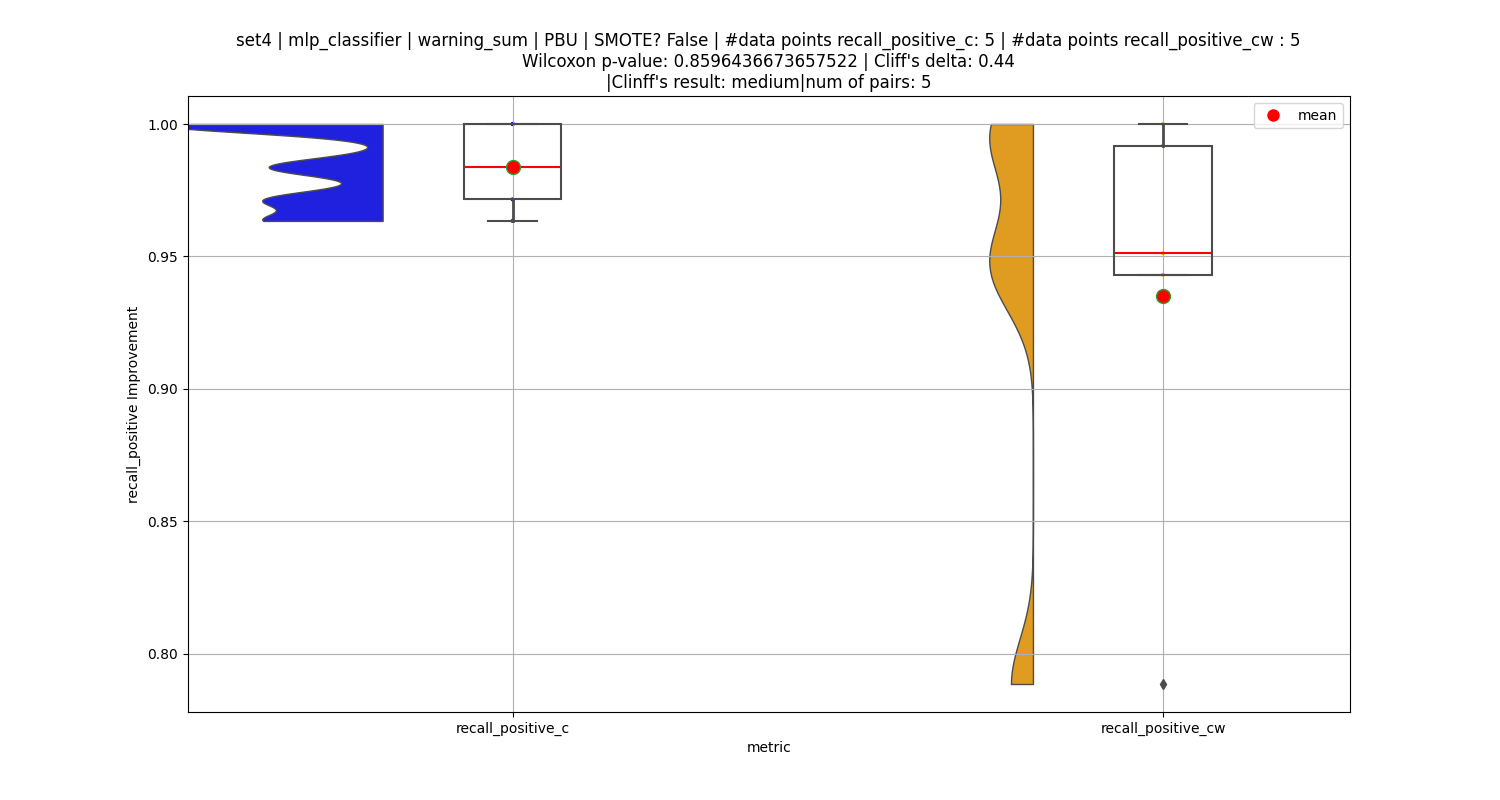 set4 | mlp_classifier | warning_sum | PBU | SMOTE? False | #data points recall_positive_c: 5 | #data points recall_positive_cw : 5
Wilcoxon p-value: 0.8596436673657522 | Cliff's delta: 0.44
|Clinff's result: medium|num of pairs: 5
mean
1.00
0.95
0.90
0.85
0.80
recall_positive Improvement
recall_positive_c
recall_positive_cw
metric